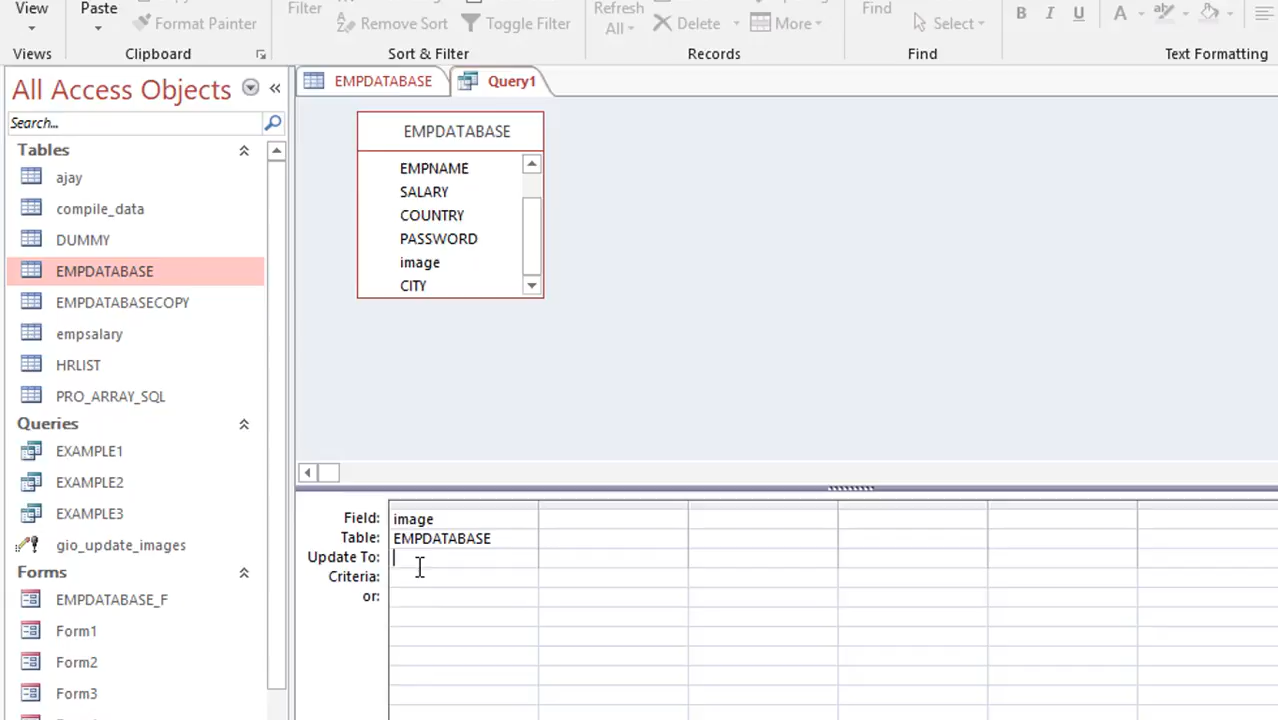 View
Paste
Format Painter
Filter
Remove Sort
Toggle Filter
Refresh
All
Delete
More
Find
Select
B I U A
Views
Clipboard
Sort & Filter
Records
Find
Text Formatting
All Access Objects
EMPDATABASE
Query1
Search...
Tables
ajay
compile_data
DUMMY
EMPDATABASE
EMPDATABASECOPY
empsalary
HRLIST
PRO_ARRAY_SQL
Queries
EXAMPLE1
EXAMPLE2
EXAMPLE3
gio_update_images
Forms
EMPDATABASE_F
Form1
Form2
Form3
EMPDATABASE
EMPNAME
SALARY
COUNTRY
PASSWORD
image
CITY
Field: image
Table: EMPDATABASE
Update To:
Criteria:
or: